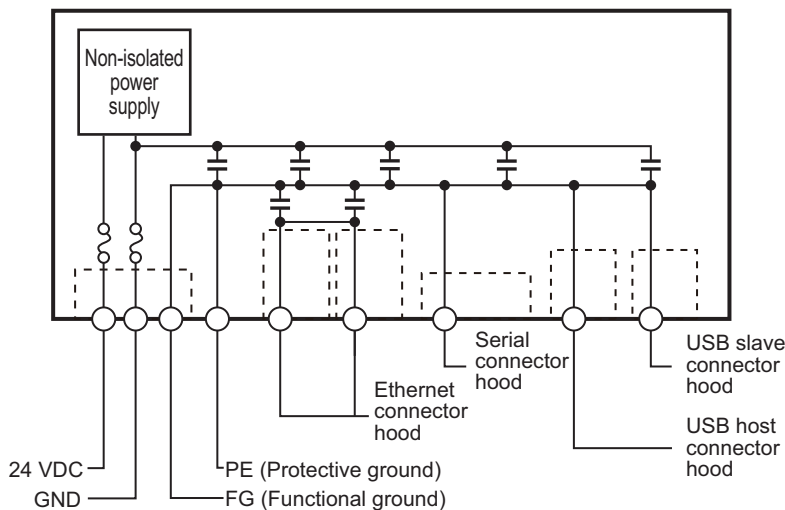 Non-isolated
power
supply
Serial
connector
hood
USB slave
connector
hood
Ethernet
connector
hood
USB host
connector
hood
24 VDC
PE (Protective ground)
GND
FG (Functional ground)